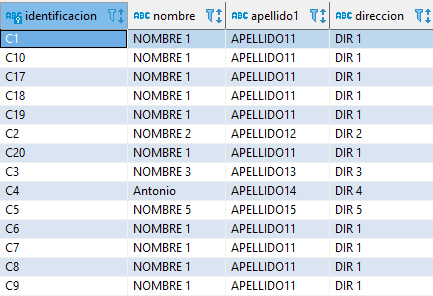 ABC identificacion ABC nombre ABC apellido1 ABC direccion
C1 NOMBRE 1 APELLIDO11 DIR 1
C10 NOMBRE 1 APELLIDO11 DIR 1
C17 NOMBRE 1 APELLIDO11 DIR 1
C18 NOMBRE 1 APELLIDO11 DIR 1
C19 NOMBRE 1 APELLIDO11 DIR 1
C2 NOMBRE 2 APELLIDO12 DIR 2
C20 NOMBRE 1 APELLIDO11 DIR 1
C3 NOMBRE 3 APELLIDO13 DIR 3
C4 Antonio APELLIDO14 DIR 4
C5 NOMBRE 5 APELLIDO15 DIR 5
C6 NOMBRE 1 APELLIDO11 DIR 1
C7 NOMBRE 1 APELLIDO11 DIR 1
C8 NOMBRE 1 APELLIDO11 DIR 1
C9 NOMBRE 1 APELLIDO11 DIR 1